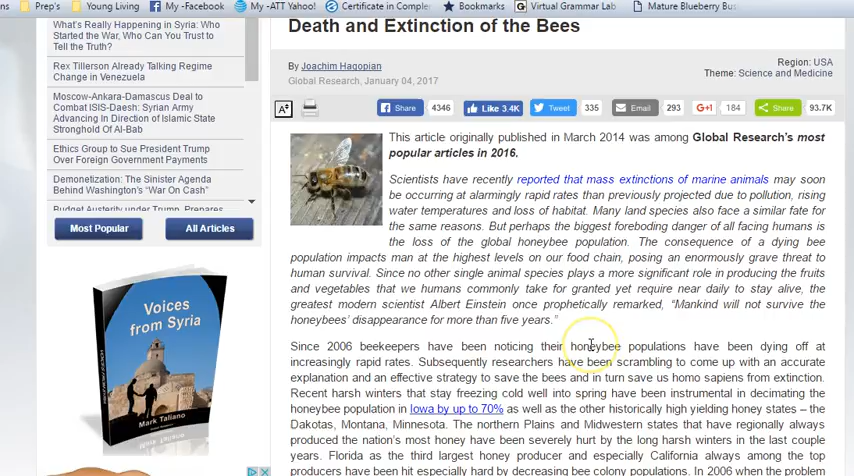 Prep's
Young Living
My -Facebook
My -ATT Yahoo!
Certificate in Compler
Bookmarks
Virtual Grammar Lab
Mature Blueberry Bus
What's Really Happening in Syria: Who
Started the War, Who Can You Trust to
Tell the Truth?
Rex Tillerson Already Talking Regime
Change in Venezuela
Moscow-Ankara-Damascus Deal to
Combat ISIS-Daesh: Syrian Army
Advancing In Direction of Islamic State
Stronghold Of Al-Bab
Ethics Group to Sue President Trump
Over Foreign Government Payments
Demonetization: The Sinister Agenda
Behind Washington's "War On Cash"
Budget Austerity under Trump, Prepares
Most Popular
All Articles
Voices
from Syria
Mark Taliano
Death and Extinction of the Bees
By Joachim Hagopian
Global Research, January 04, 2017
Region: USA
Theme: Science and Medicine
A
Share 4346
Like 3.4K
Tweet 335
Email 293
G+1 184
Share 93.7K
This article originally published in March 2014 was among Global Research's most
popular articles in 2016.
Scientists have recently reported that mass extinctions of marine animals may soon
be occurring at alarmingly rapid rates than previously projected due to pollution, rising
water temperatures and loss of habitat. Many land species also face a similar fate for
the same reasons. But perhaps the biggest foreboding danger of all facing humans is
the loss of the global honeybee population. The consequence of a dying bee
population impacts man at the highest levels on our food chain, posing an enormously grave threat to
human survival. Since no other single animal species plays a more significant role in producing the fruits
and vegetables that we humans commonly take for granted yet require near daily to stay alive, the
greatest modern scientist Albert Einstein once prophetically remarked, "Mankind will not survive the
honeybees' disappearance for more than five years."
Since 2006 beekeepers have been noticing their honeybee populations have been dying off at
increasingly rapid rates. Subsequently researchers have been scrambling to come up with an accurate
explanation and an effective strategy to save the bees and in turn save us homo sapiens from extinction.
Recent harsh winters that stay freezing cold well into spring have been instrumental in decimating the
honeybee population in Iowa by up to 70% as well as the other historically high yielding honey states – the
Dakotas, Montana, Minnesota. The northern Plains and Midwestern states that have regionally always
produced the nation's most honey have been severely hurt by the long harsh winters in the last couple
years. Florida as the third largest honey producer and especially California always among the top
producers have been hit especially hard by decreasing bee colony populations. In 2006 when the problem